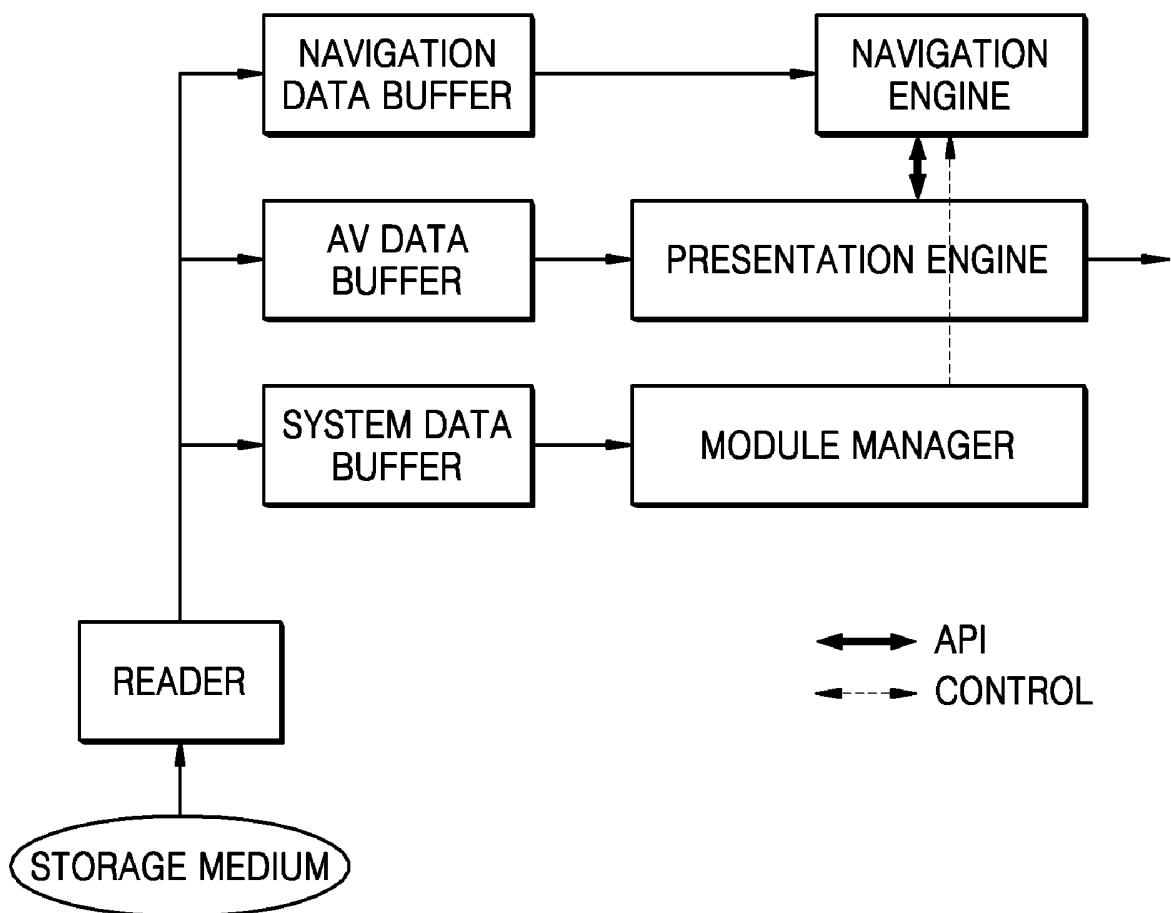 NAVIGATION
DATA BUFFER
NAVIGATION
ENGINE
AV DATA
BUFFER
PRESENTATION ENGINE
SYSTEM DATA
BUFFER
MODULE MANAGER
READER
API
CONTROL
STORAGE MEDIUM